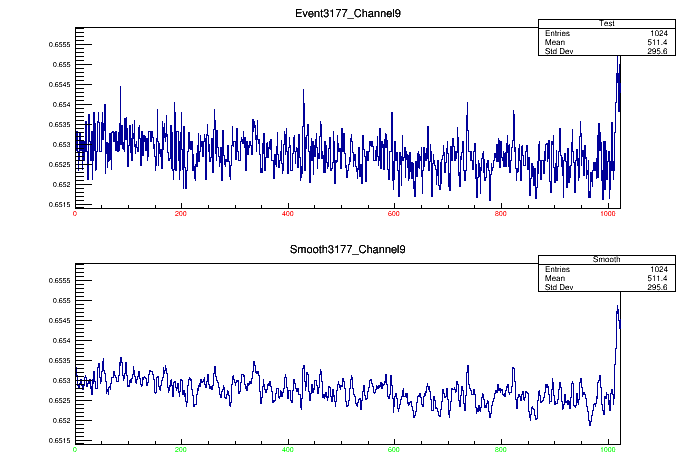 Event3177_Channel9
Test
Entries 1024
Mean 511.4
Std Dev 295.6
0.6555
0.655
0.6545
0.654
0.6535
0.653
0.6525
0.652
0.6515
0 200 400 600 800 1000
Smooth3177_Channel9
Smooth
Entries 1024
Mean 511.4
Std Dev 295.6
0.6555
0.655
0.6545
0.654
0.6535
0.653
0.6525
0.652
0.6515
0 200 400 600 800 1000